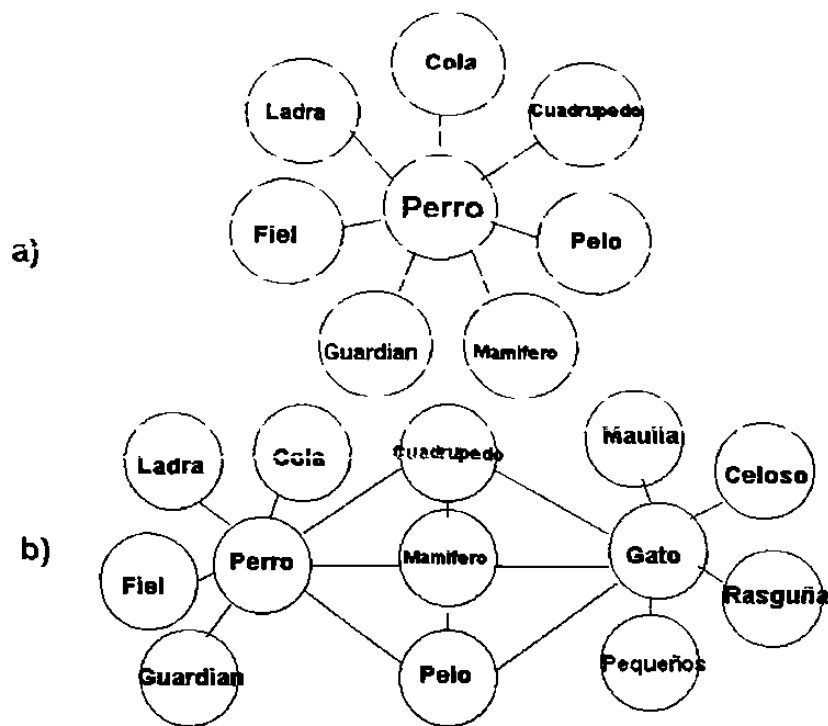 Cola
Ladra
Cuadrupedo
Perro
Fiel
Pelo
a)
Guardian
Mamifero
Maulla
Cuadrupedo
Cola
Ladra
Celoso
b)
Perro
Mamifero
Gato
Fiel
Rasguña
Pequeños
Pelo
Guardian